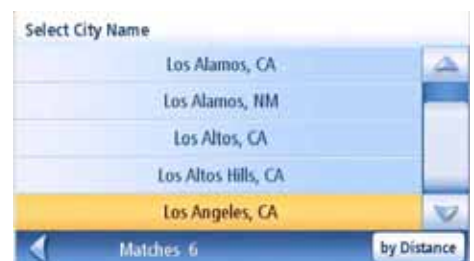 Select City Name
Los Alamos, CA
Los Alamos, NM
Los Altos, CA
Los Altos Hills, CA
Los Angeles, CA
Matches 6 by Distance